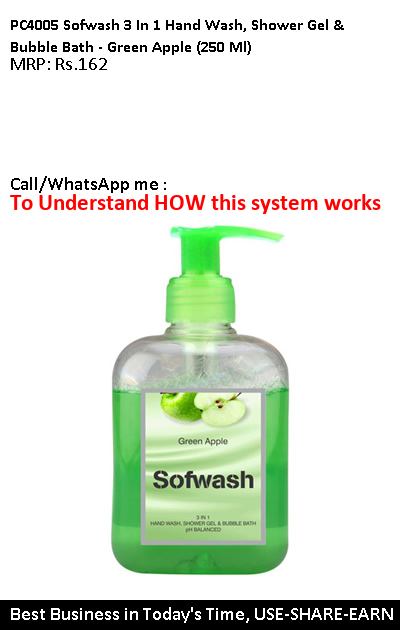 PC4005 Sofwash 3 In 1 Hand Wash, Shower Gel &
Bubble Bath - Green Apple (250 Ml)
MRP: Rs.162
Call/WhatsApp me :
To Understand HOW this system works
Green Apple
Sofwash
3 IN 1
HAND WASH, SHOWER GEL & BUBBLE BATH
pH BALANCED
Best Business in Today's Time, USE-SHARE-EARN